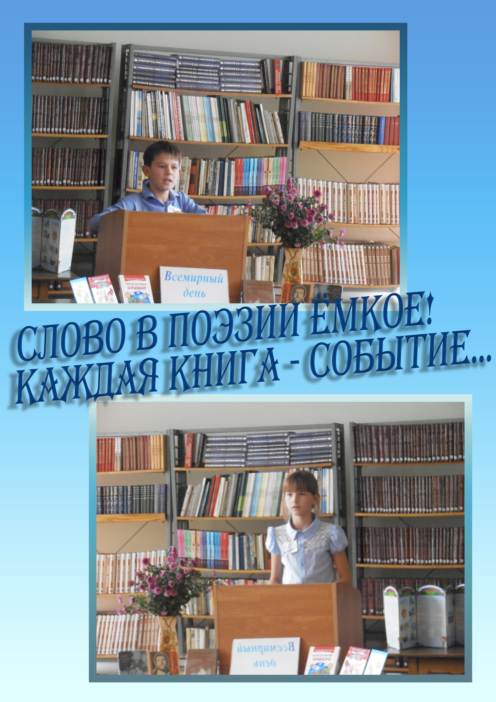 Всемирный
день
СЛОВО В ПОЭЗИИ ЁМКОЕ!
КАЖДАЯ КНИГА - СОБЫТИЕ...
Всемирный
день